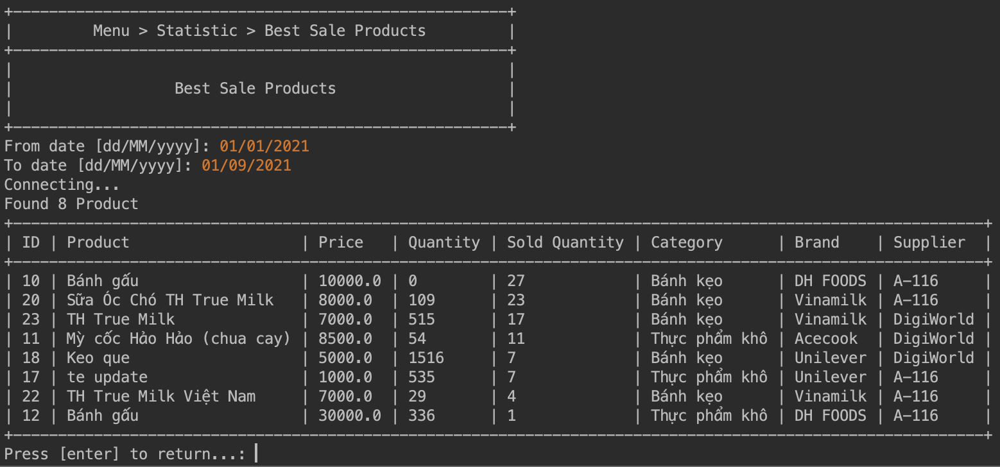 Menu > Statistic > Best Sale Products
Best Sale Products
From date [dd/MM/yyyy]: 01/01/2021
To date [dd/MM/yyyy]: 01/09/2021
Connecting...
Found 8 Product
| ID | Product | Price | Quantity | Sold Quantity | Category | Brand | Supplier |
| 10 | Bánh gấu | 10000.0 | 0 | 27 | Bánh kẹo | DH FOODS | A-116 |
| 20 | Sữa Óc Chó TH True Milk | 8000.0 | 109 | 23 | Bánh kẹo | Vinamilk | A-116 |
| 23 | TH True Milk | 7000.0 | 515 | 17 | Bánh kẹo | Vinamilk | DigiWorld |
| 11 | Mỳ cốc Hảo Hảo (chua cay) | 8500.0 | 54 | 11 | Thực phẩm khô | Acecook | DigiWorld |
| 18 | Keo que | 5000.0 | 1516 | 7 | Bánh kẹo | Unilever | DigiWorld |
| 17 | te update | 1000.0 | 535 | 7 | Thực phẩm khô | Unilever | A-116 |
| 22 | TH True Milk Việt Nam | 7000.0 | 29 | 4 | Bánh kẹo | Vinamilk | A-116 |
| 12 | Bánh gấu | 30000.0 | 336 | 1 | Thực phẩm khô | DH FOODS | A-116 |
Press [enter] to return...: